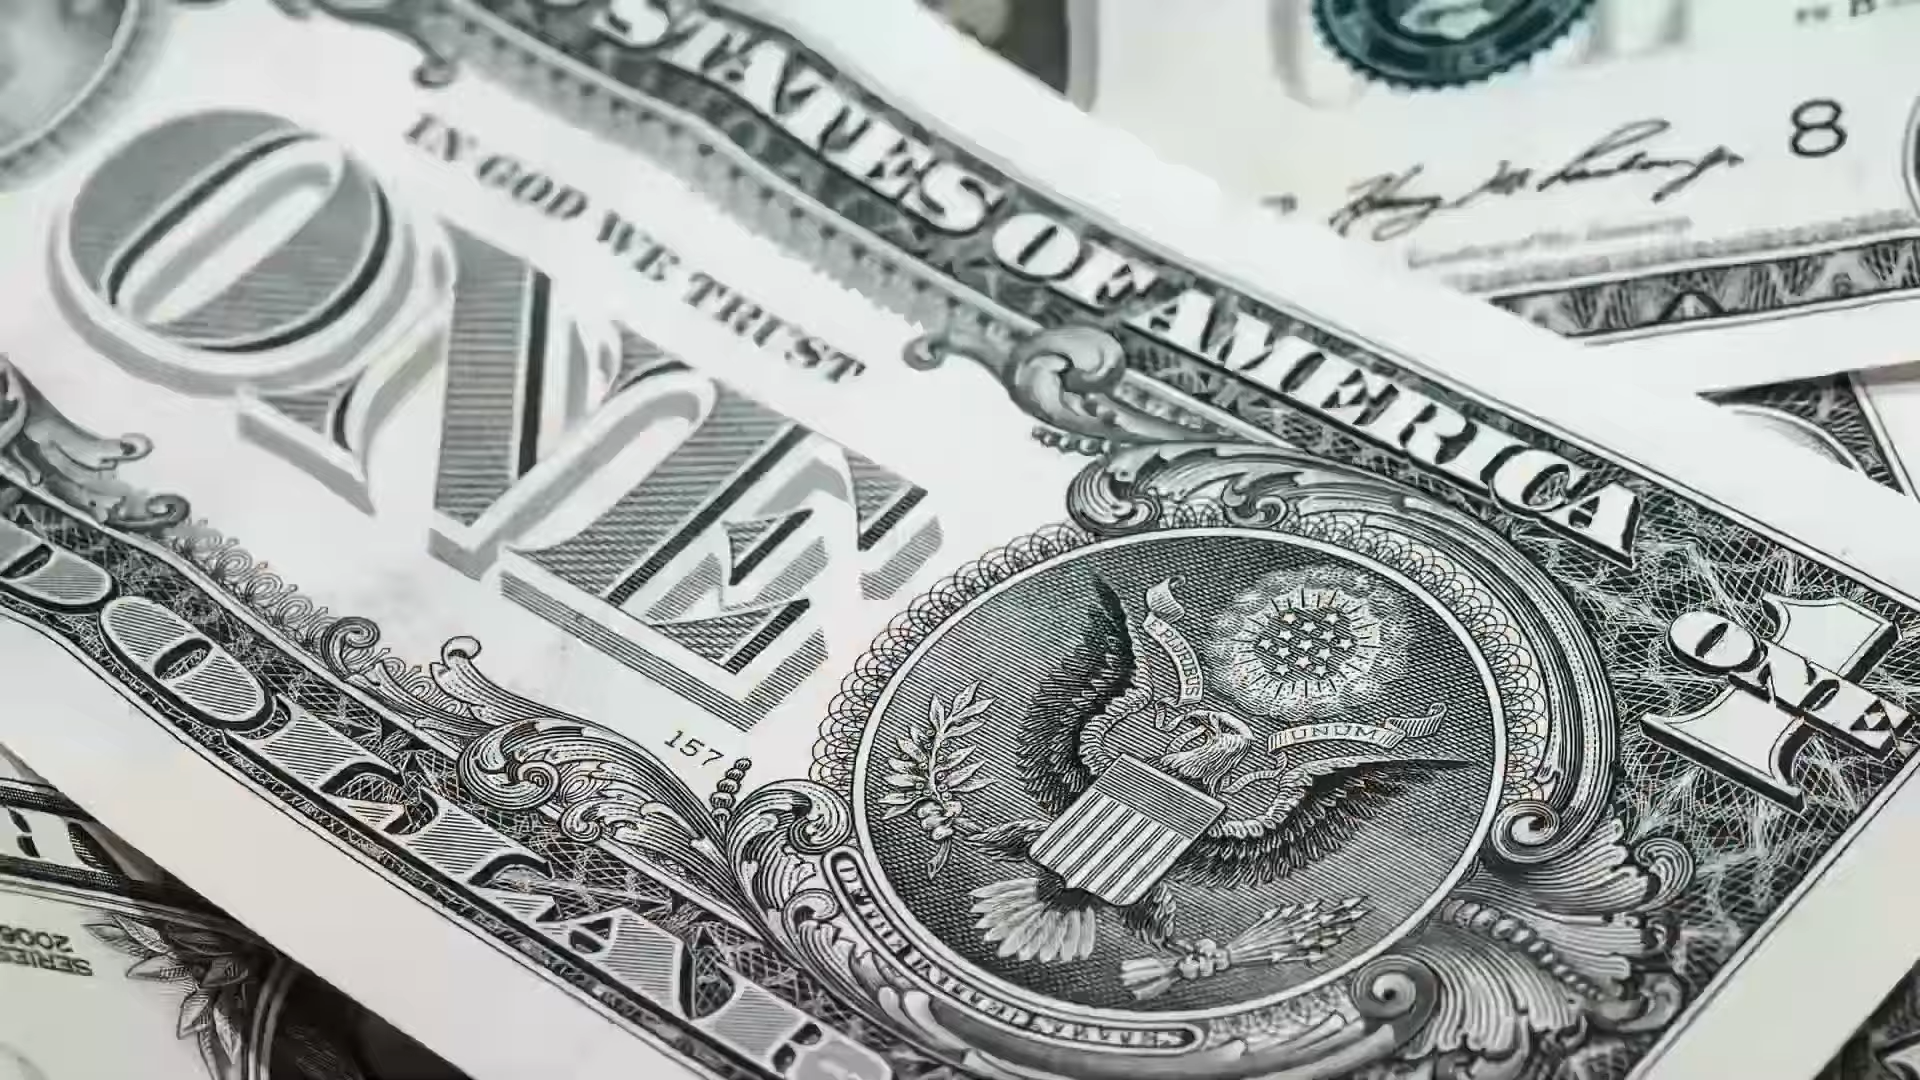 STATES OF AMERICA
8
IN GOD WE TRUST
ONE
ONE
1
157
PLURIBUS
UNUM
OF THE UNITED STATES
DOLLAR
SERIES
2006